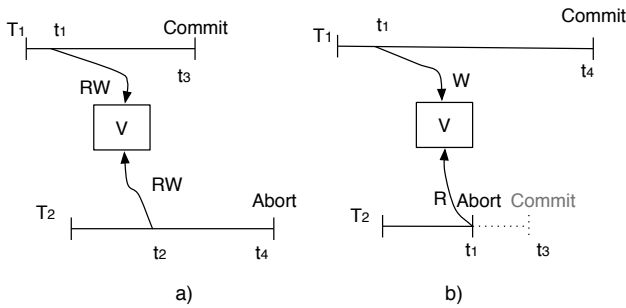 T1 t1 Commit
t3
RW
V
RW
T2 Abort
t2 t4
a)
T1 t1 Commit
t4
W
V
R Abort Commit
T2
t1 t3
b)